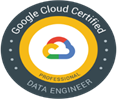 Google Cloud Certified
PROFESSIONAL
DATA ENGINEER